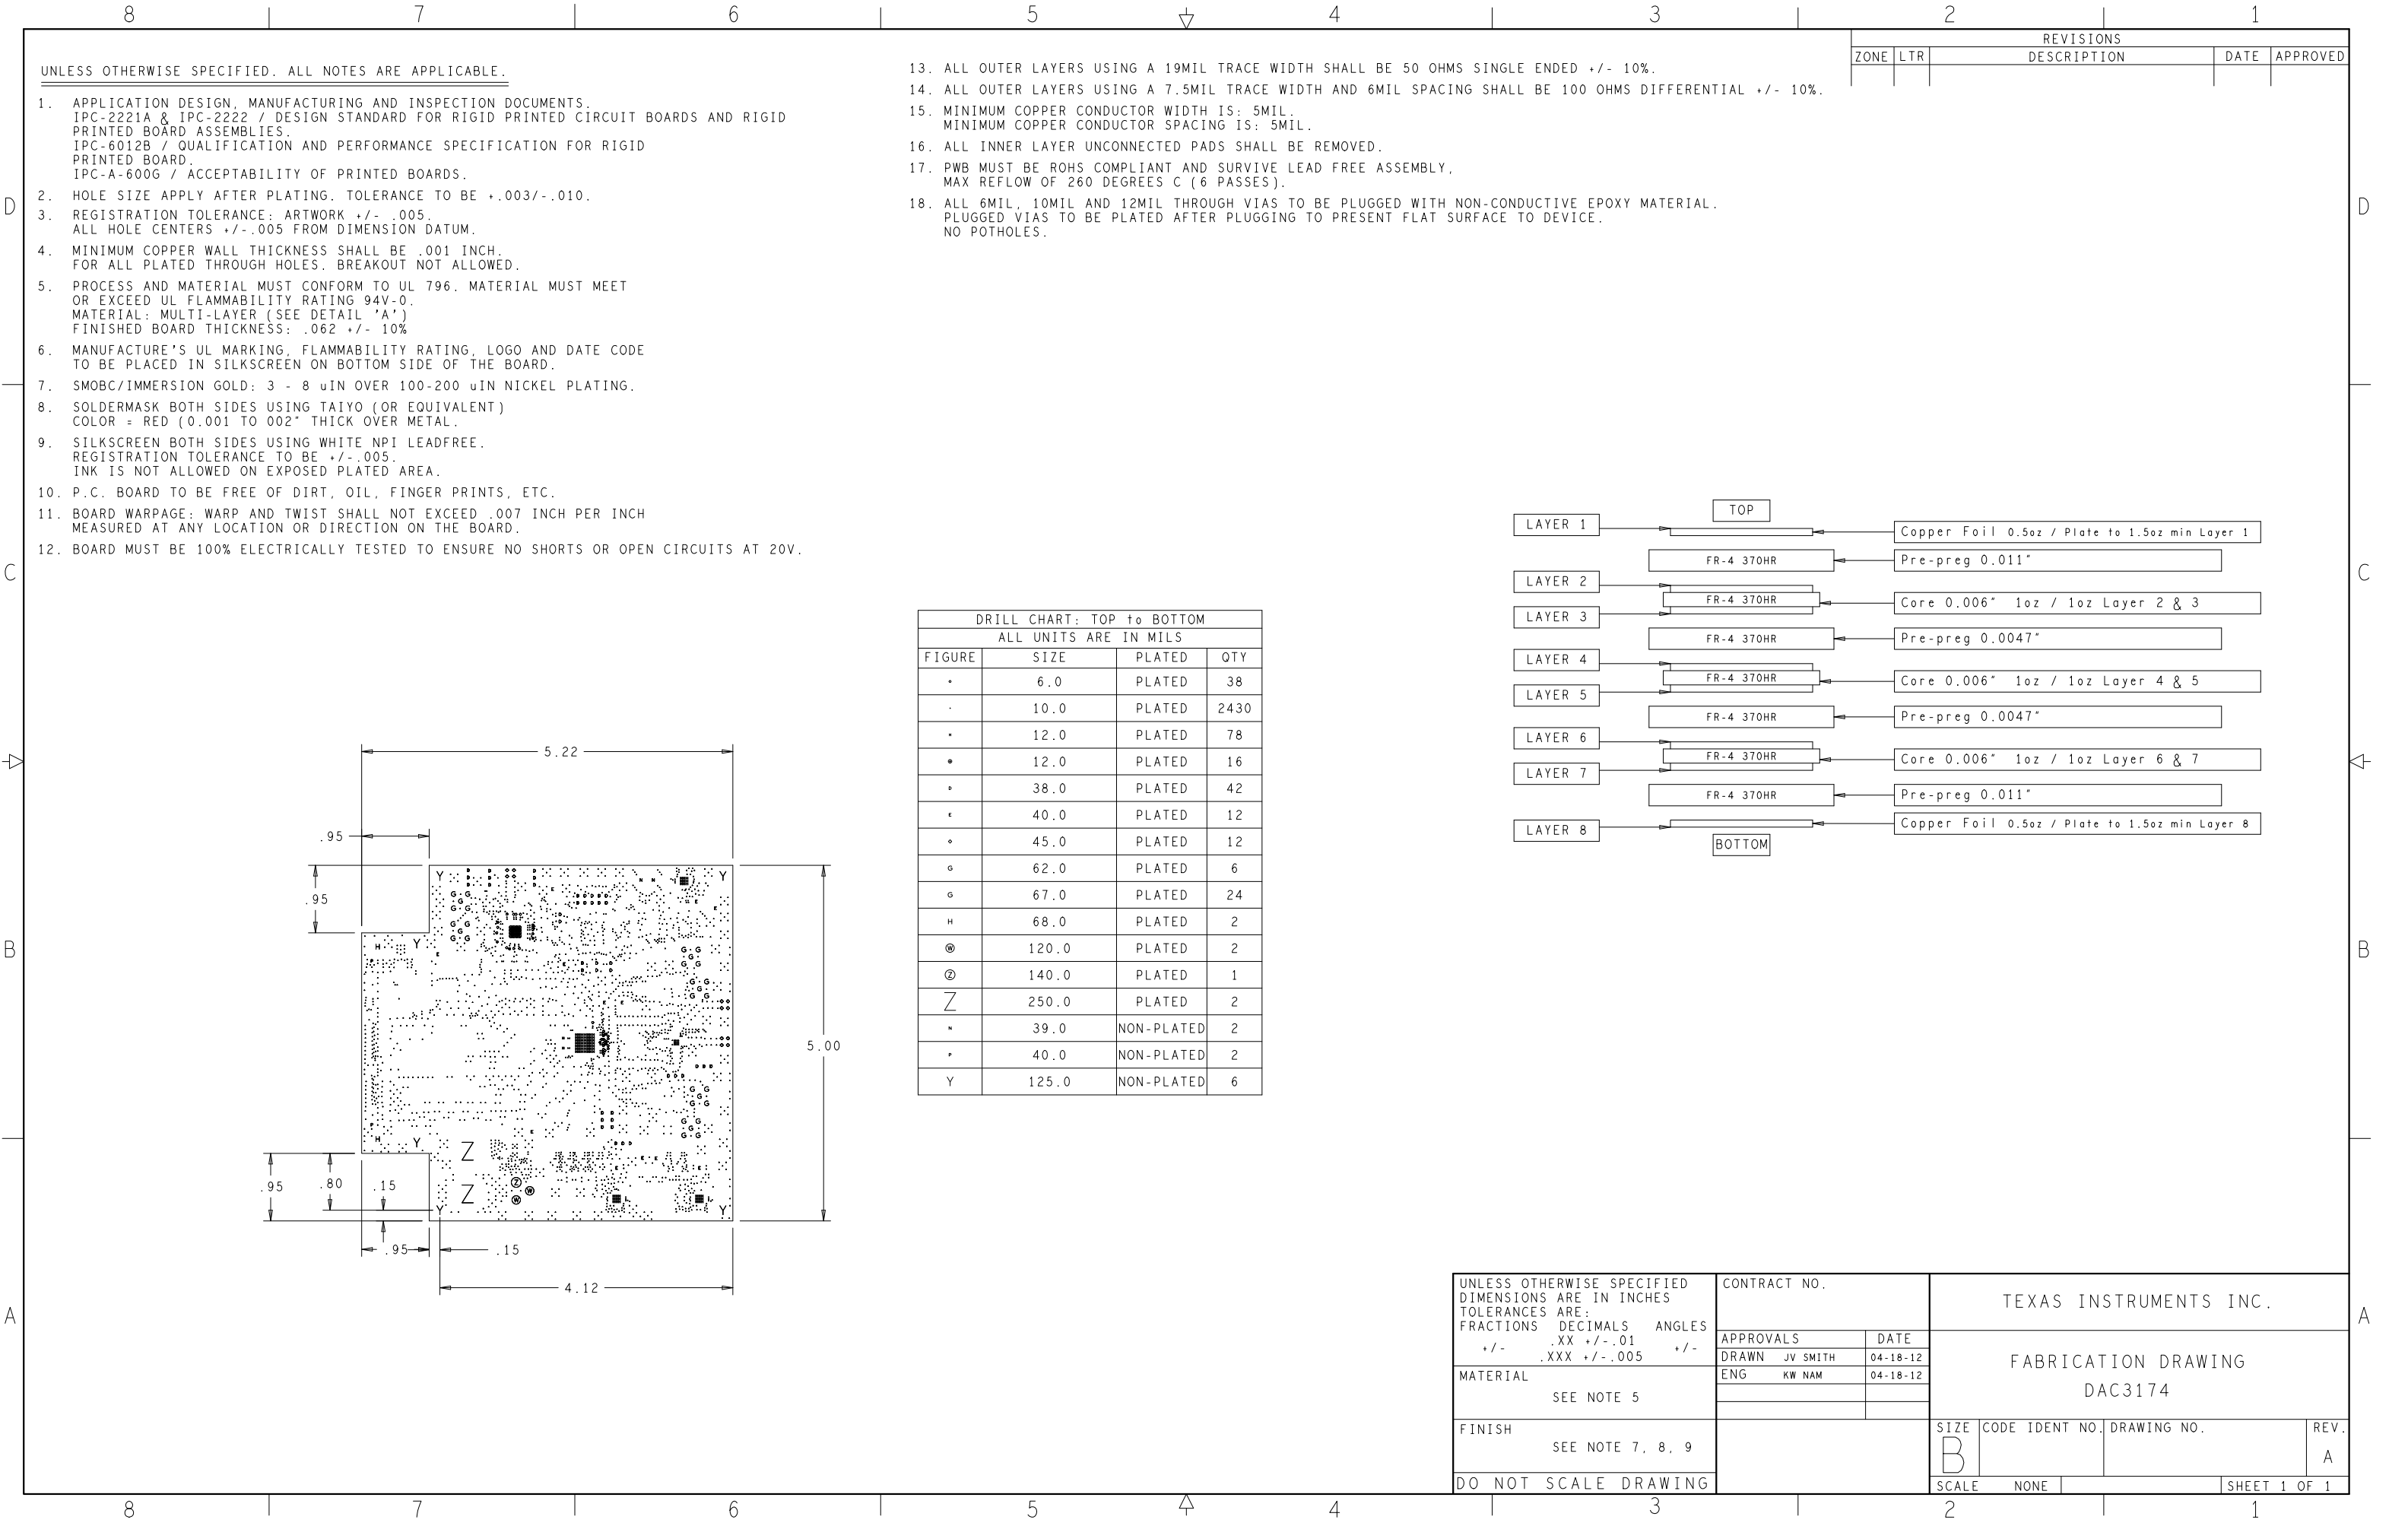 8 7 6 5 4 3 2 1
REVISIONS
ZONE LTR DESCRIPTION DATE APPROVED
UNLESS OTHERWISE SPECIFIED. ALL NOTES ARE APPLICABLE.
1. APPLICATION DESIGN, MANUFACTURING AND INSPECTION DOCUMENTS.
IPC-2221A & IPC-2222 / DESIGN STANDARD FOR RIGID PRINTED CIRCUIT BOARDS AND RIGID
PRINTED BOARD ASSEMBLIES.
IPC-6012B / QUALIFICATION AND PERFORMANCE SPECIFICATION FOR RIGID
PRINTED BOARD.
IPC-A-600G / ACCEPTABILITY OF PRINTED BOARDS.
2. HOLE SIZE APPLY AFTER PLATING. TOLERANCE TO BE +.003/-.010.
3. REGISTRATION TOLERANCE: ARTWORK +/- .005.
ALL HOLE CENTERS +/-.005 FROM DIMENSION DATUM.
4. MINIMUM COPPER WALL THICKNESS SHALL BE .001 INCH.
FOR ALL PLATED THROUGH HOLES. BREAKOUT NOT ALLOWED.
5. PROCESS AND MATERIAL MUST CONFORM TO UL 796. MATERIAL MUST MEET
OR EXCEED UL FLAMMABILITY RATING 94V-0.
MATERIAL: MULTI-LAYER (SEE DETAIL 'A')
FINISHED BOARD THICKNESS: .062 +/- 10%
6. MANUFACTURE'S UL MARKING, FLAMMABILITY RATING, LOGO AND DATE CODE
TO BE PLACED IN SILKSCREEN ON BOTTOM SIDE OF THE BOARD.
7. SMOBC/IMMERSION GOLD: 3 - 8 uIN OVER 100-200 uIN NICKEL PLATING.
8. SOLDERMASK BOTH SIDES USING TAIYO (OR EQUIVALENT)
COLOR = RED (0.001 TO 002" THICK OVER METAL.
9. SILKSCREEN BOTH SIDES USING WHITE NPI LEADFREE.
REGISTRATION TOLERANCE TO BE +/-.005.
INK IS NOT ALLOWED ON EXPOSED PLATED AREA.
10. P.C. BOARD TO BE FREE OF DIRT, OIL, FINGER PRINTS, ETC.
11. BOARD WARPAGE: WARP AND TWIST SHALL NOT EXCEED .007 INCH PER INCH
MEASURED AT ANY LOCATION OR DIRECTION ON THE BOARD.
12. BOARD MUST BE 100% ELECTRICALLY TESTED TO ENSURE NO SHORTS OR OPEN CIRCUITS AT 20V.
13. ALL OUTER LAYERS USING A 19MIL TRACE WIDTH SHALL BE 50 OHMS SINGLE ENDED +/- 10%.
14. ALL OUTER LAYERS USING A 7.5MIL TRACE WIDTH AND 6MIL SPACING SHALL BE 100 OHMS DIFFERENTIAL +/- 10%.
15. MINIMUM COPPER CONDUCTOR WIDTH IS: 5MIL.
MINIMUM COPPER CONDUCTOR SPACING IS: 5MIL.
16. ALL INNER LAYER UNCONNECTED PADS SHALL BE REMOVED.
17. PWB MUST BE ROHS COMPLIANT AND SURVIVE LEAD FREE ASSEMBLY,
MAX REFLOW OF 260 DEGREES C (6 PASSES).
18. ALL 6MIL, 10MIL AND 12MIL THROUGH VIAS TO BE PLUGGED WITH NON-CONDUCTIVE EPOXY MATERIAL.
PLUGGED VIAS TO BE PLATED AFTER PLUGGING TO PRESENT FLAT SURFACE TO DEVICE.
NO POTHOLES.
D D
C C
B B
A A
TOP
LAYER 1 Copper Foil 0.5oz / Plate to 1.5oz min Layer 1
FR-4 370HR Pre-preg 0.011"
LAYER 2
FR-4 370HR Core 0.006" 1oz / 1oz Layer 2 & 3
LAYER 3
FR-4 370HR Pre-preg 0.0047"
LAYER 4
FR-4 370HR Core 0.006" 1oz / 1oz Layer 4 & 5
LAYER 5
FR-4 370HR Pre-preg 0.0047"
LAYER 6
FR-4 370HR Core 0.006" 1oz / 1oz Layer 6 & 7
LAYER 7
FR-4 370HR Pre-preg 0.011"
LAYER 8 Copper Foil 0.5oz / Plate to 1.5oz min Layer 8
BOTTOM
DRILL CHART: TOP to BOTTOM
ALL UNITS ARE IN MILS
FIGURE SIZE PLATED QTY
6.0 PLATED 38
10.0 PLATED 2430
12.0 PLATED 78
12.0 PLATED 16
38.0 PLATED 42
E 40.0 PLATED 12
45.0 PLATED 12
G 62.0 PLATED 6
G 67.0 PLATED 24
H 68.0 PLATED 2
W 120.0 PLATED 2
Z 140.0 PLATED 1
Z 250.0 PLATED 2
N 39.0 NON-PLATED 2
P 40.0 NON-PLATED 2
Y 125.0 NON-PLATED 6
5.22
.95
.95
5.00
.95 .80 .15
.95 .15
4.12
UNLESS OTHERWISE SPECIFIED
DIMENSIONS ARE IN INCHES
TOLERANCES ARE:
FRACTIONS DECIMALS ANGLES
+/- .XX +/-.01 +/-
.XXX +/-.005
MATERIAL
SEE NOTE 5
FINISH
SEE NOTE 7, 8, 9
DO NOT SCALE DRAWING
CONTRACT NO.
APPROVALS DATE
DRAWN JV SMITH 04-18-12
ENG KW NAM 04-18-12
TEXAS INSTRUMENTS INC.
FABRICATION DRAWING
DAC3174
SIZE CODE IDENT NO. DRAWING NO. REV.
B A
SCALE NONE SHEET 1 OF 1
8 7 6 5 4 3 2 1